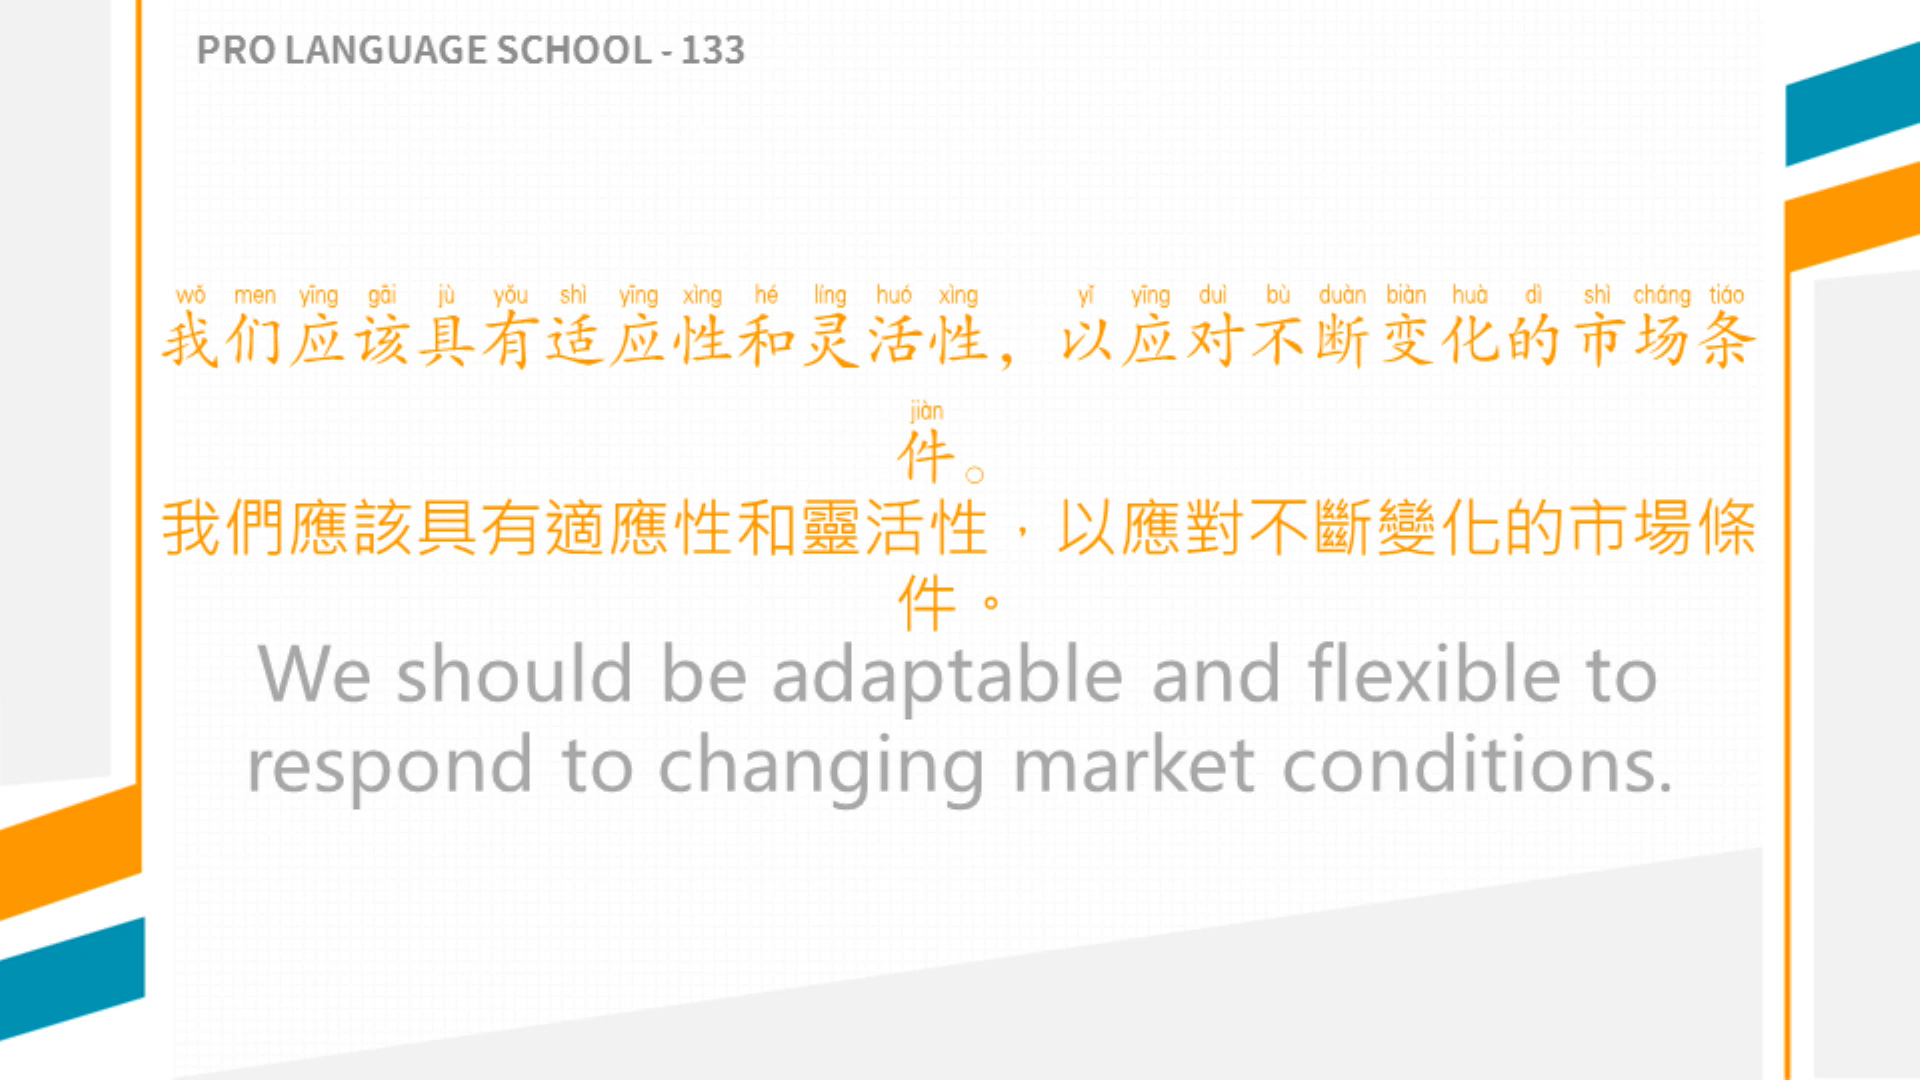 PRO LANGUAGE SCHOOL - 133
wǒ men yīng gāi jù yǒu shì yīng xìng hé líng huó xìng yǐ yīng duì bù duàn biàn huà dì shì cháng tiáo
我们应该具有适应性和灵活性，以应对不断变化的市场条
jiàn
件。
我們應該具有適應性和靈活性，以應對不斷變化的市場條
件。
We should be adaptable and flexible to
respond to changing market conditions.